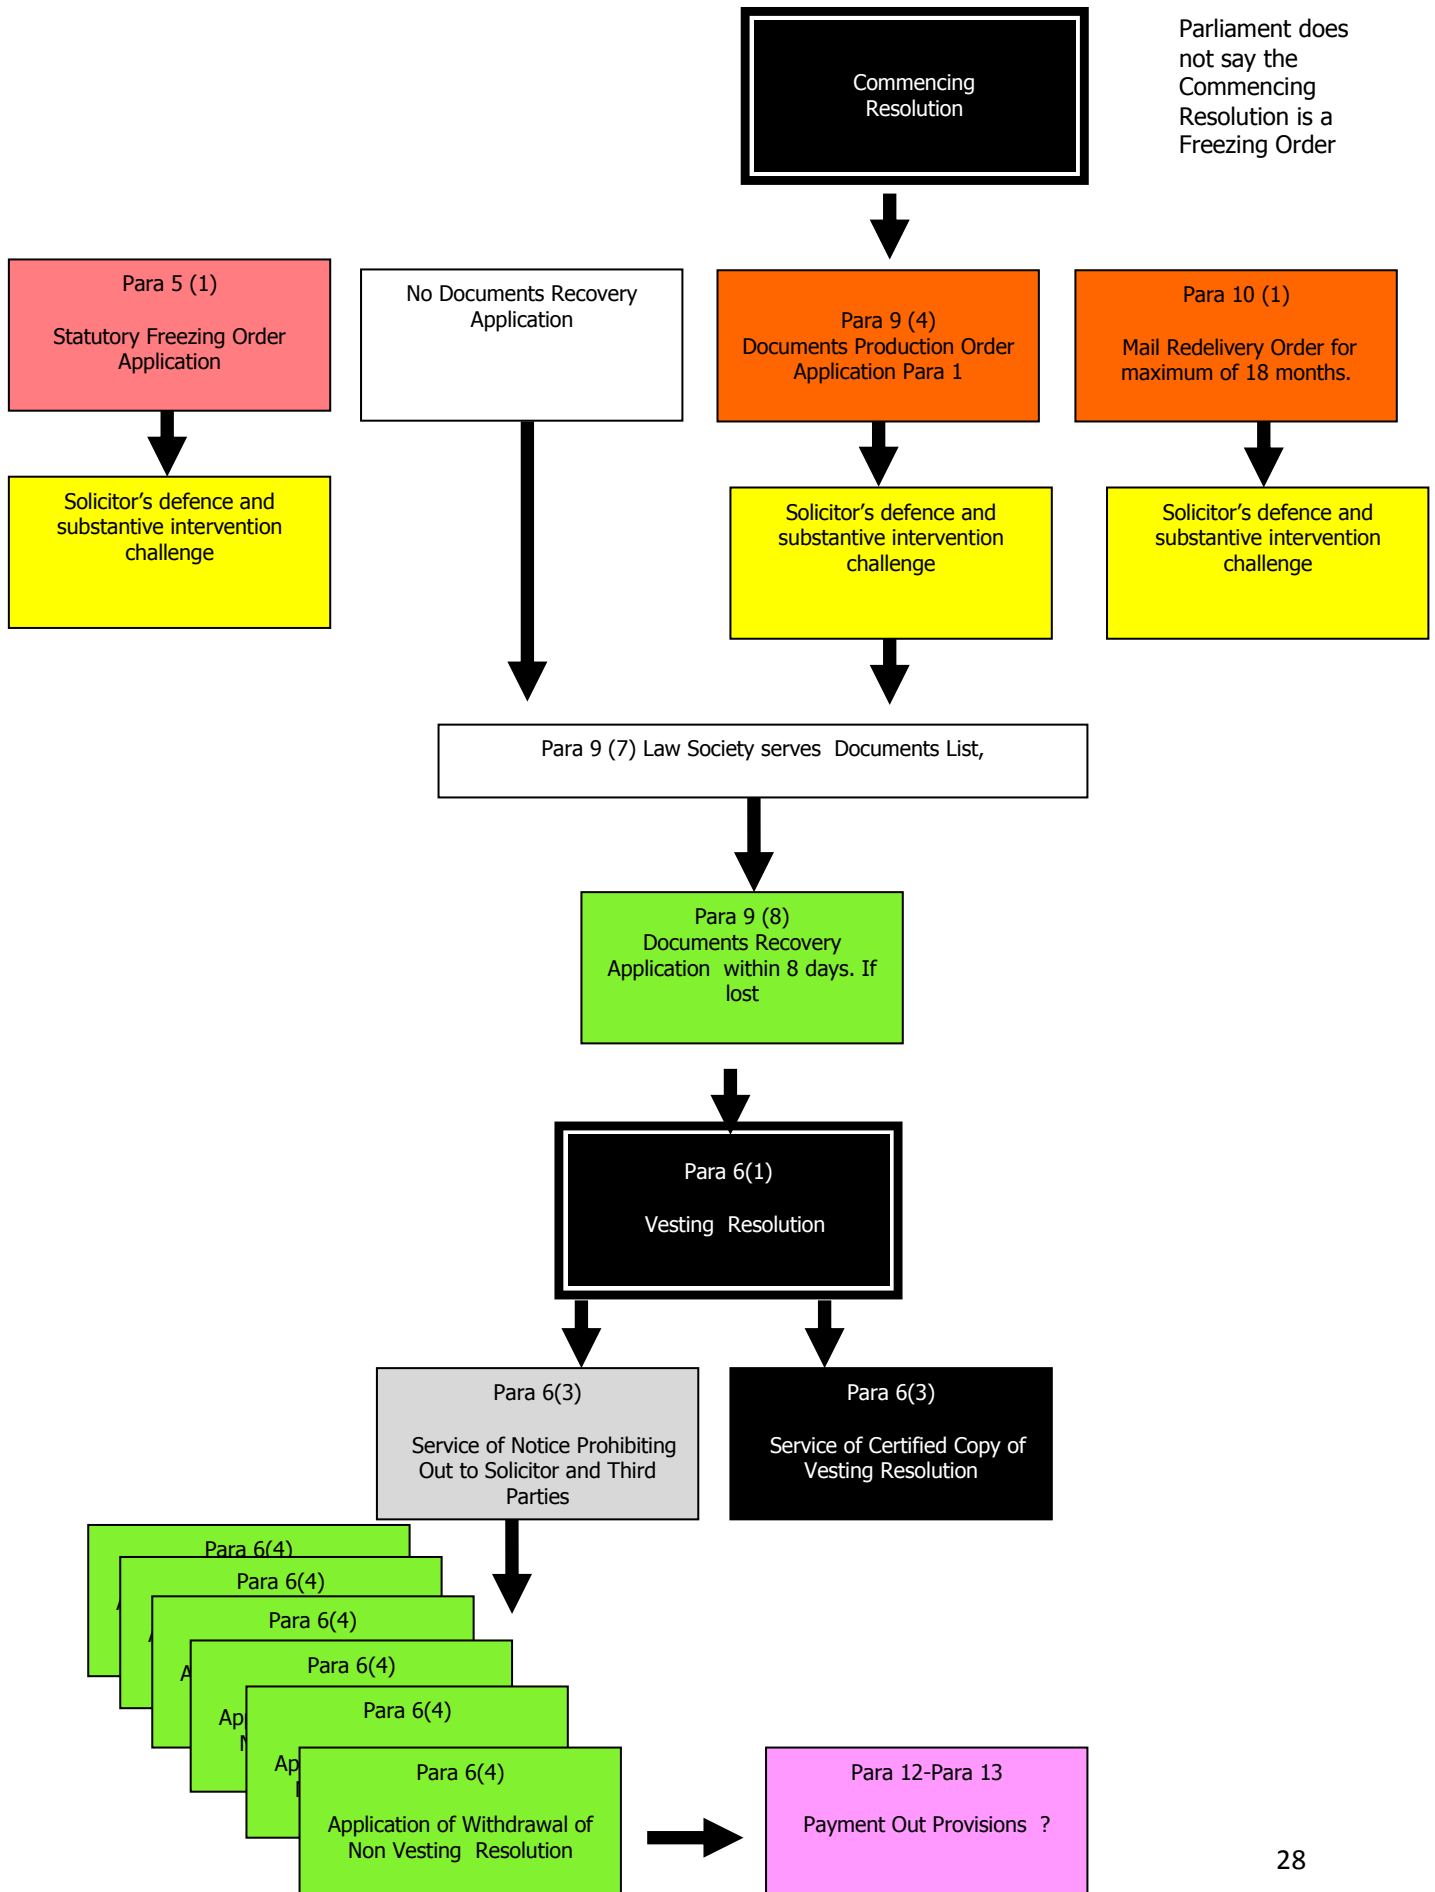 Commencing
Resolution
Parliament does
not say the
Commencing
Resolution is a
Freezing Order
Para 5 (1)
Statutory Freezing Order
Application
No Documents Recovery
Application
Para 9 (4)
Documents Production Order
Application Para 1
Para 10 (1)
Mail Redelivery Order for
maximum of 18 months.
Solicitor’s defence and
substantive intervention
challenge
Solicitor’s defence and
substantive intervention
challenge
Solicitor’s defence and
substantive intervention
challenge
Para 9 (7) Law Society serves Documents List,
Para 9 (8)
Documents Recovery
Application within 8 days. If
lost
Para 6(1)
Vesting Resolution
Para 6(3)
Service of Notice Prohibiting
Out to Solicitor and Third
Parties
Para 6(3)
Service of Certified Copy of
Vesting Resolution
Para 6(4)
Para 6(4)
Para 6(4)
Para 6(4)
Para 6(4)
Para 6(4)
Application of Withdrawal of
Non Vesting Resolution
Para 12-Para 13
Payment Out Provisions ?
28